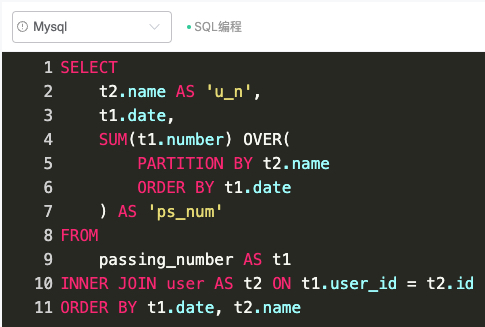 Mysql
SQL编程
1 SELECT
2     t2.name AS 'u_n',
3     t1.date,
4     SUM(t1.number) OVER(
5         PARTITION BY t2.name
6         ORDER BY t1.date
7     ) AS 'ps_num'
8 FROM
9     passing_number AS t1
10 INNER JOIN user AS t2 ON t1.user_id = t2.id
11 ORDER BY t1.date, t2.name